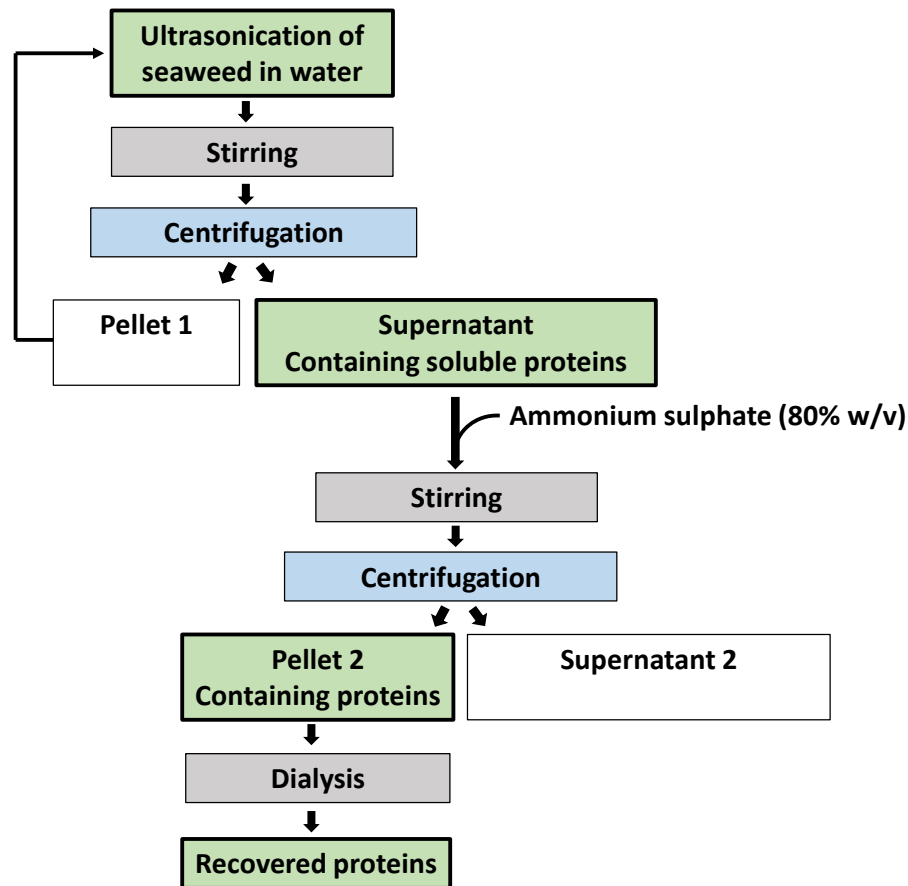 Ultrasonication of
seaweed in water
Stirring
Centrifugation
Pellet 1
Supernatant
Containing soluble proteins
Ammonium sulphate (80% w/v)
Stirring
Centrifugation
Pellet 2
Containing proteins
Supernatant 2
Dialysis
Recovered proteins